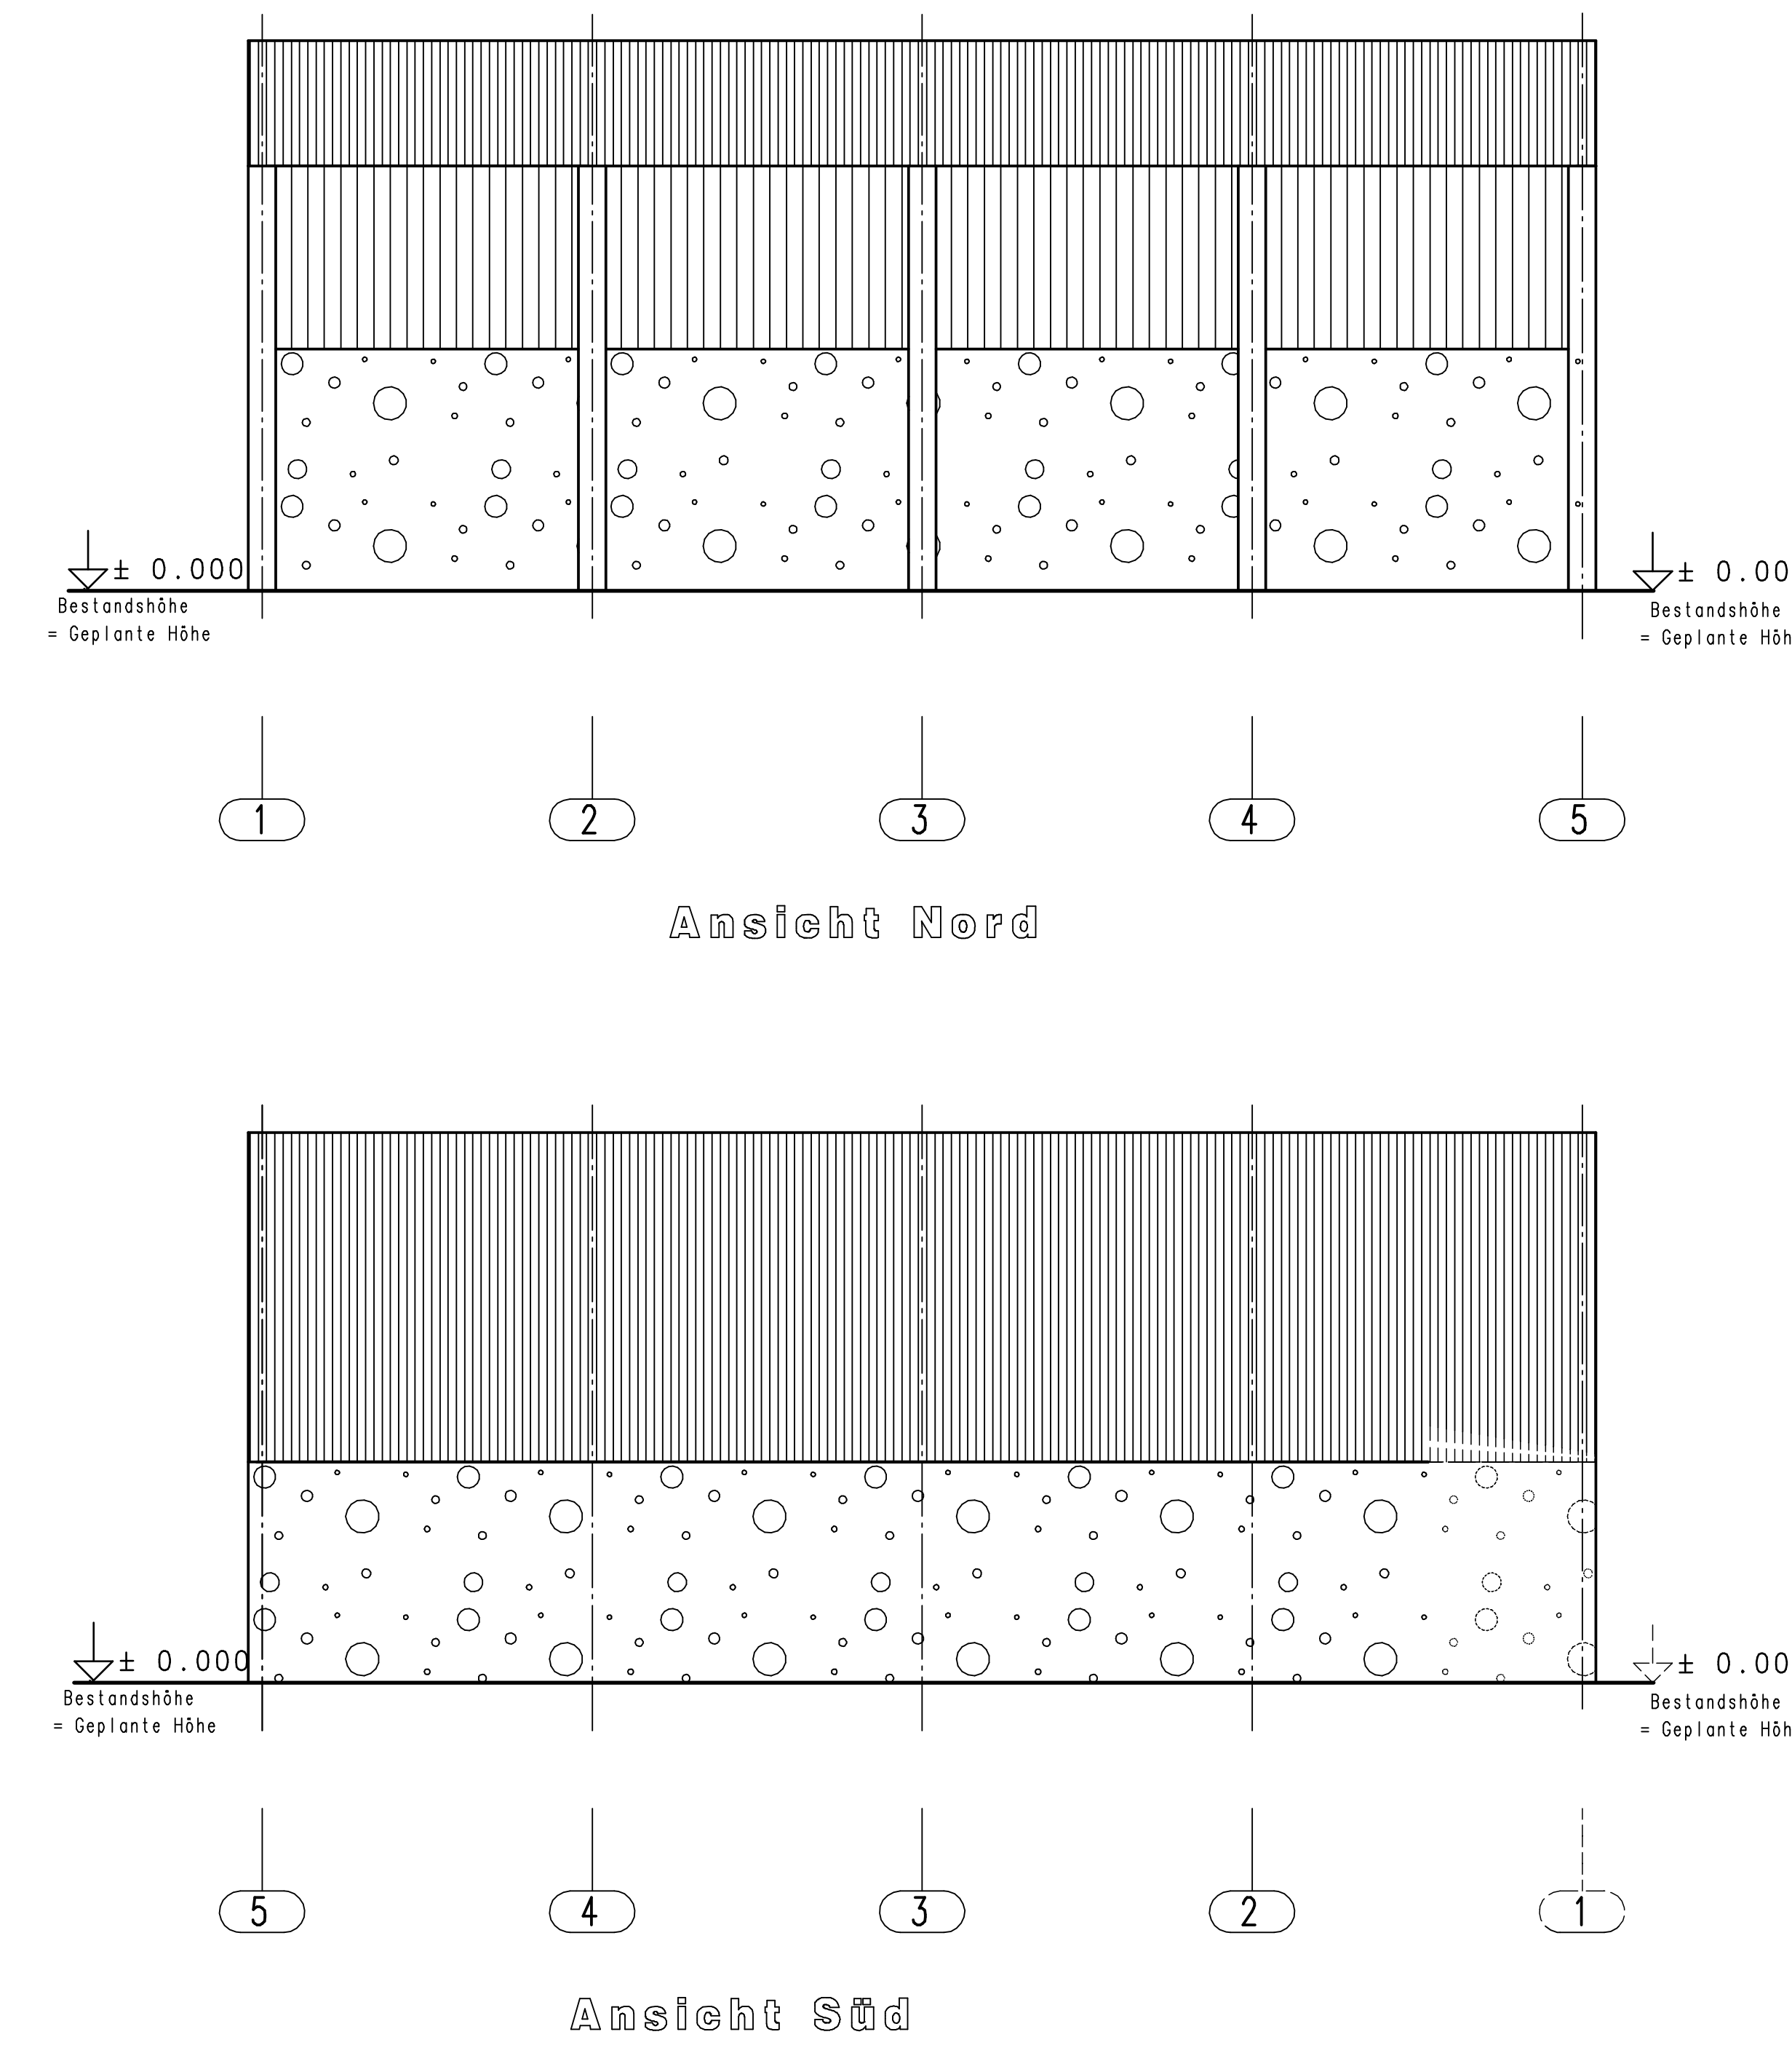 ± 0.000
Bestandshöhe
= Geplante Höhe
± 0.00
Bestandshöhe
= Geplante Höh
1 2 3 4 5
Ansicht Nord
± 0.000
Bestandshöhe
= Geplante Höhe
± 0.00
Bestandshöhe
= Geplante Höh
5 4 3 2 1
Ansicht Süd